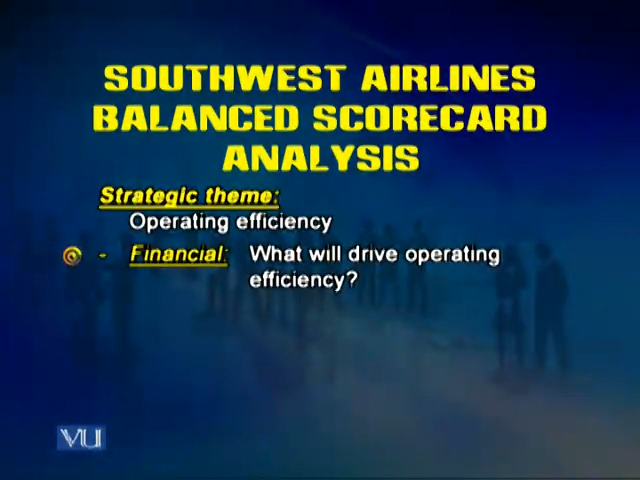 SOUTHWEST AIRLINES
BALANCED SCORECARD
ANALYSIS
Strategic theme:
Operating efficiency
- Financial: What will drive operating
efficiency?
VU